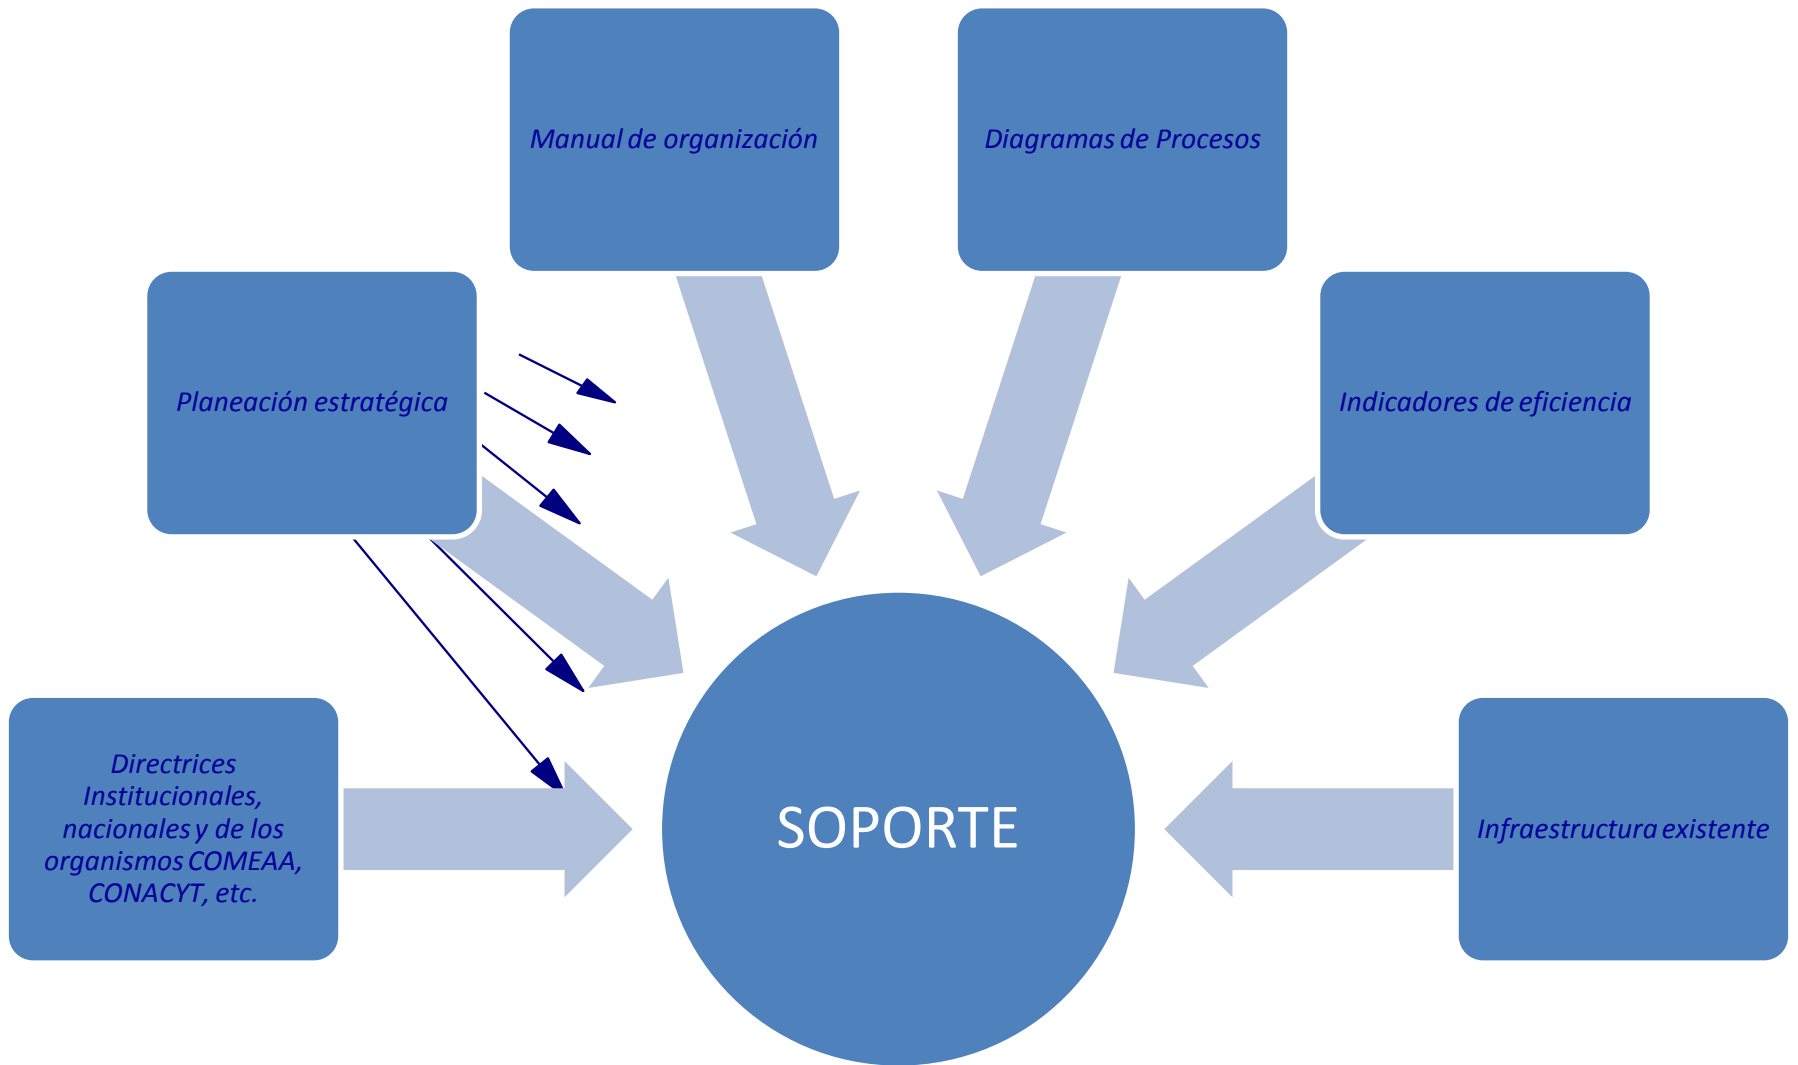 Manual de organización
Diagramas de Procesos
Planeación estratégica
Indicadores de eficiencia
Directrices
Institucionales,
nacionales y de los
organismos COMEAA,
CONACYT, etc.
SOPORTE
Infraestructura existente